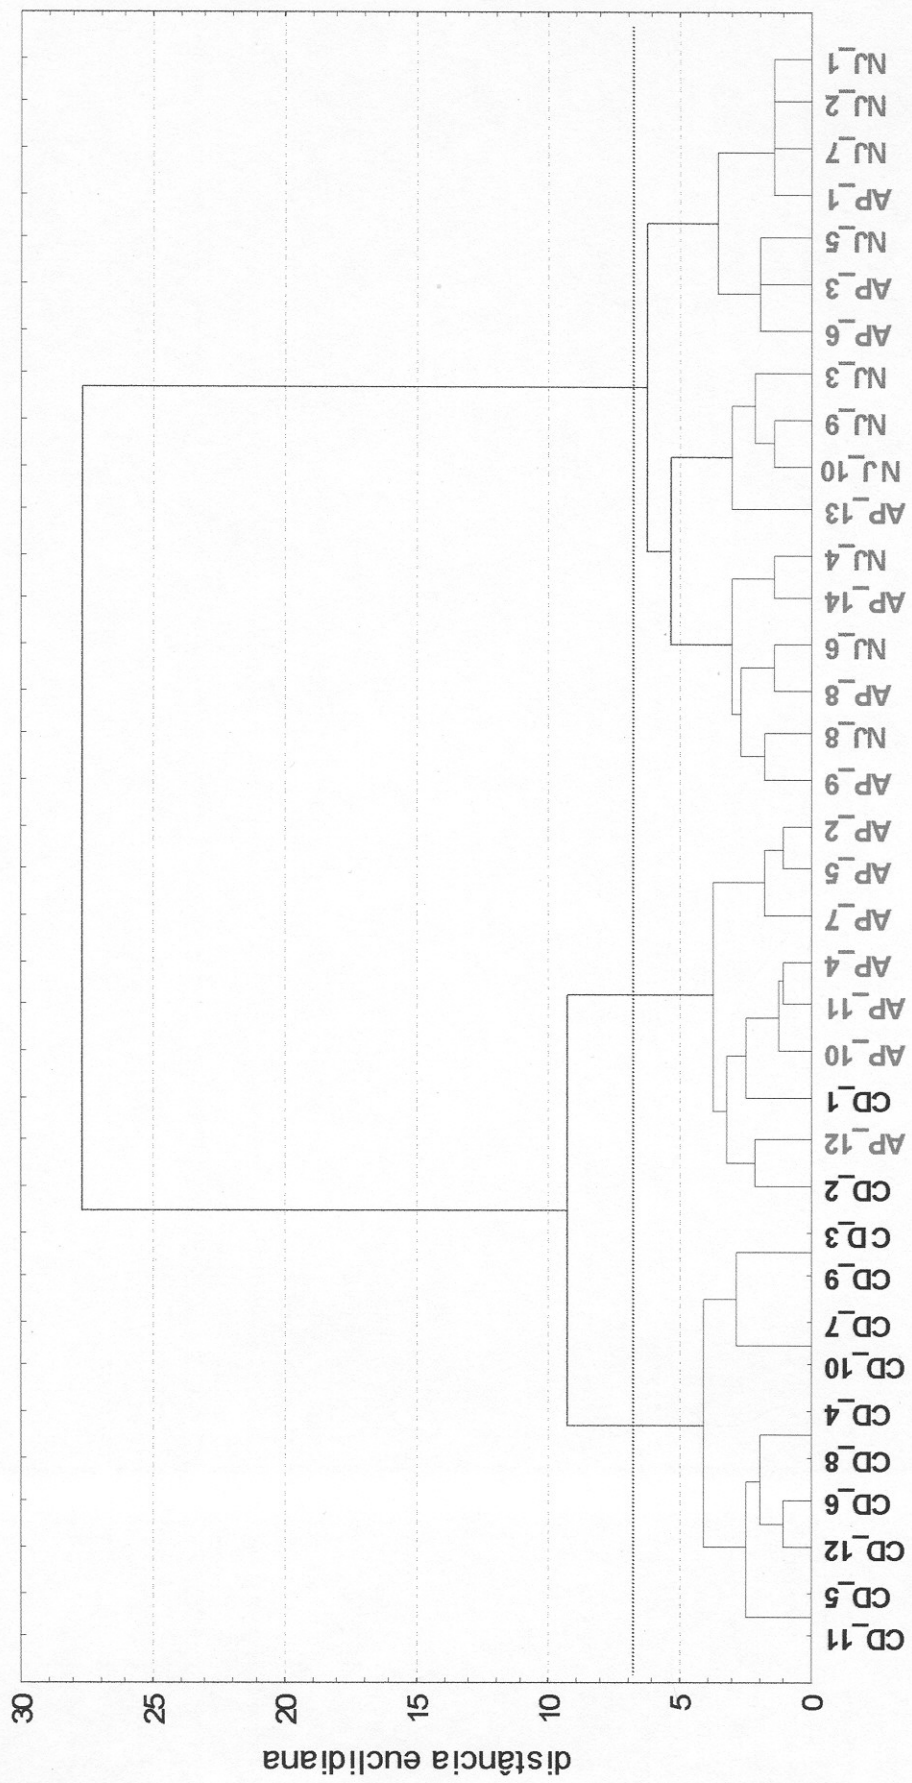 NJ_1
NJ_2
NJ_7
AP_1
NJ_5
AP_3
AP_6
NJ_3
NJ_9
NJ_10
AP_13
NJ_4
AP_14
NJ_6
AP_8
NJ_8
AP_9
AP_2
AP_5
AP_7
AP_4
AP_11
AP_10
CD_1
AP_12
CD_2
CD_3
CD_9
CD_7
CD_10
CD_4
CD_8
CD_6
CD_12
CD_5
CD_11
30 25 20 15 10 5 0
distância euclidiana